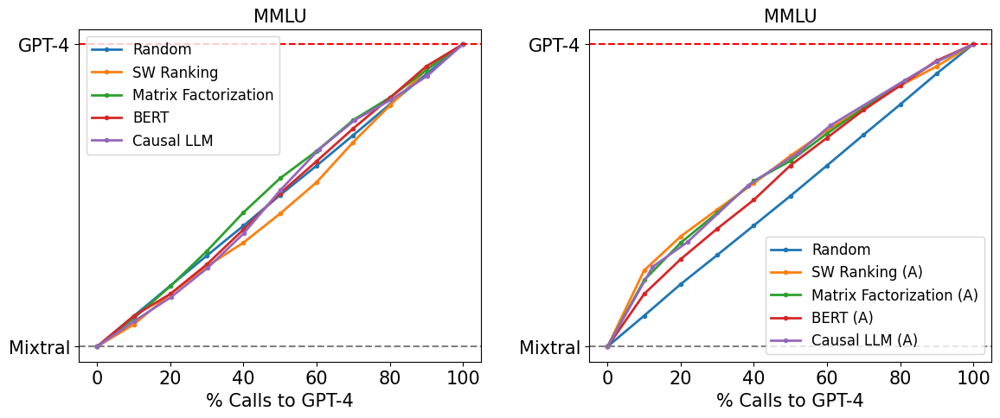 MMLU
GPT-4
Mixtral
Random
SW Ranking
Matrix Factorization
BERT
Causal LLM
0 20 40 60 80 100
% Calls to GPT-4
MMLU
GPT-4
Mixtral
Random
SW Ranking (A)
Matrix Factorization (A)
BERT (A)
Causal LLM (A)
0 20 40 60 80 100
% Calls to GPT-4